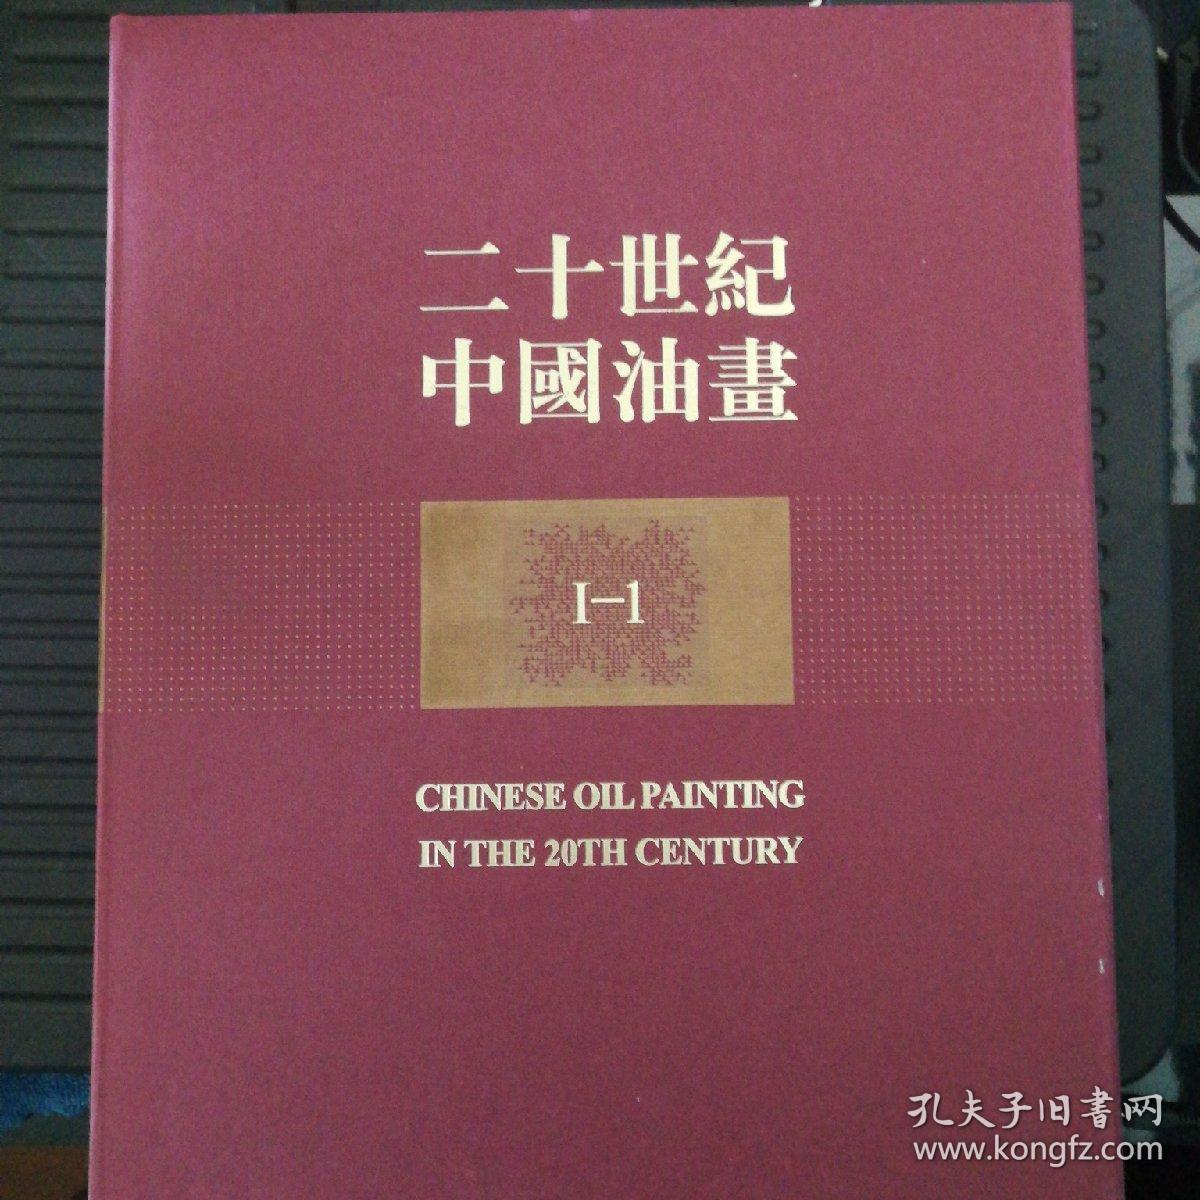 二十世紀
中國油畫
I—1
CHINESE OIL PAINTING
IN THE 20TH CENTURY
孔夫子旧書网
www.kongfz.com